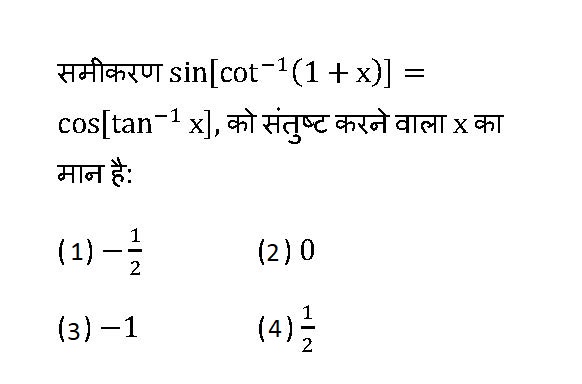 समीकरण sin[cot⁻¹(1 + x)] =
cos[tan⁻¹ x], को संतुष्ट करने वाला x का
मान है:
(1) −1/2 (2) 0
(3) −1 (4) 1/2